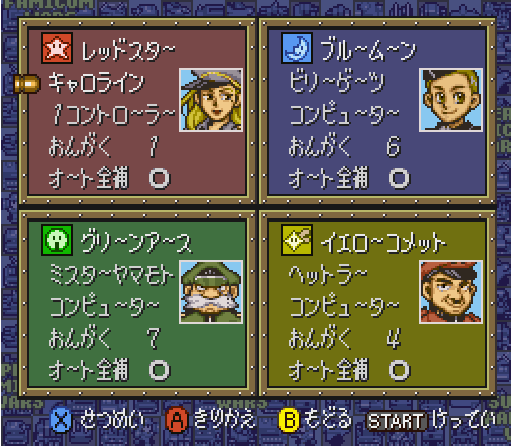 レッドスター
キャロライン
1コントローラー
おんがく 1
オート全補 ○
ブルームーン
ビリーゲーツ
コンピューター
おんがく 6
オート全補 ○
グリーンアース
ミスターヤマモト
コンピューター
おんがく 7
オート全補 ○
イエローコメット
ヘットラー
コンピューター
おんがく 4
オート全補 ○
X せつめい A きりかえ B もどる START けってい